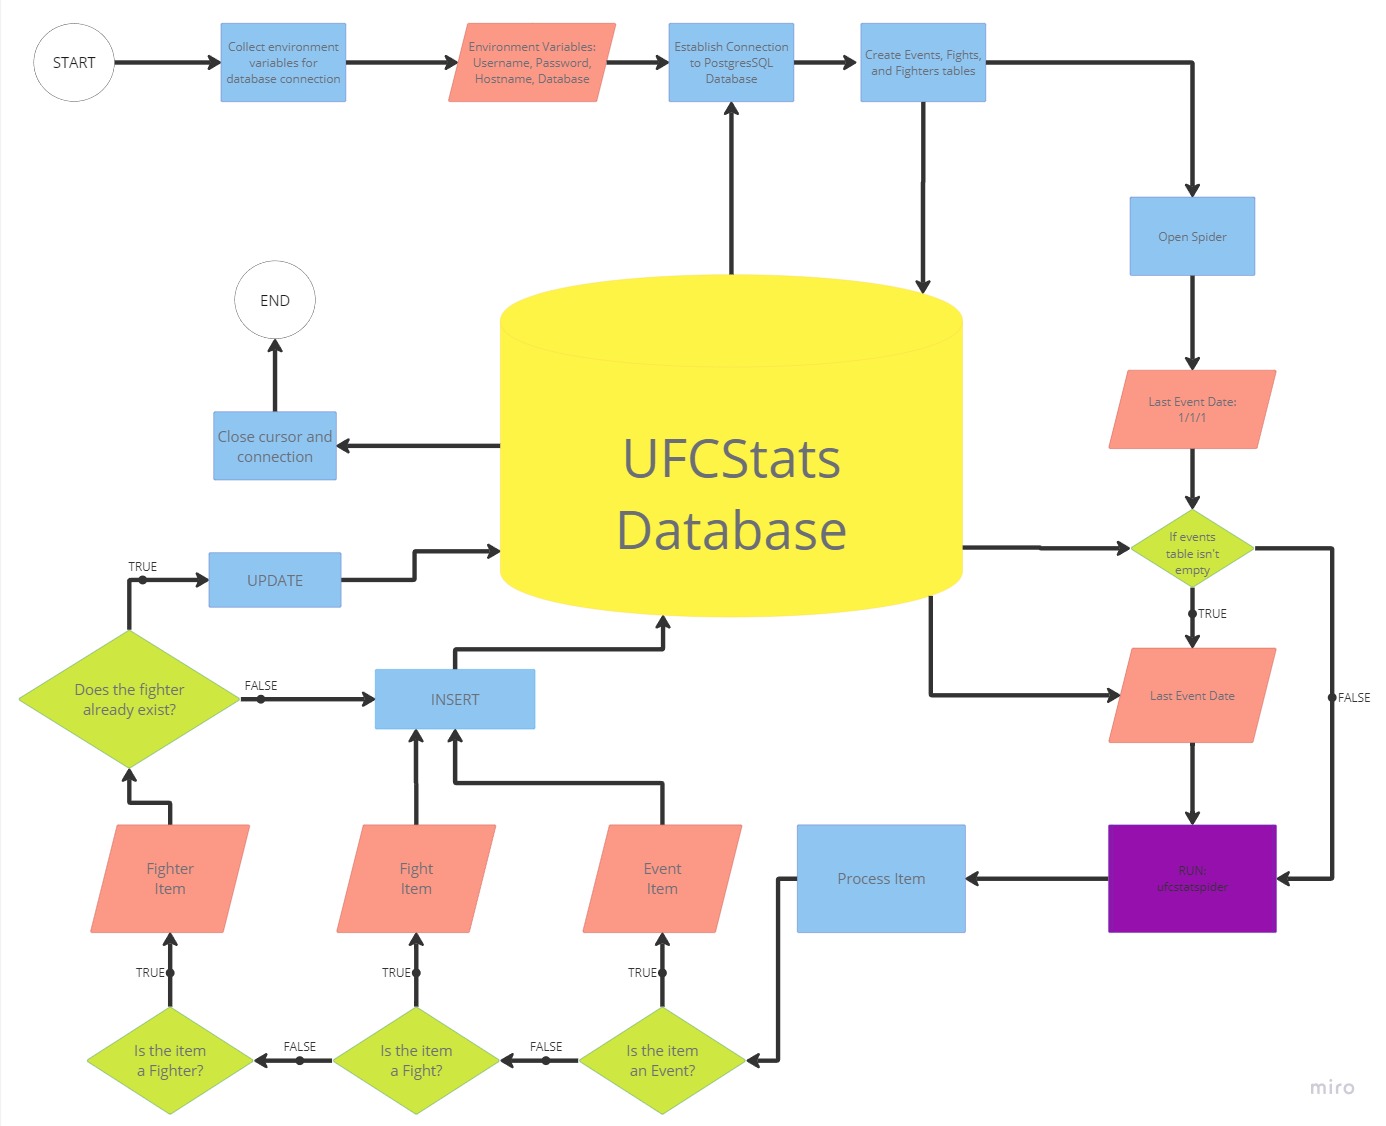 START
Collect environment
variables for
database connection
Environment Variables:
Username, Password,
Hostname, Database
Establish Connection
to PostgresSQL
Database
Create Events, Fights,
and Fighters tables
Open Spider
END
Last Event Date:
1/1/1
Close cursor and
connection
UFCStats
Database
If events
table isn't
empty
TRUE
UPDATE
TRUE
Does the fighter
already exist?
FALSE
INSERT
Last Event Date
FALSE
Fighter
Item
Fight
Item
Event
Item
Process Item
RUN:
ufcstatspider
TRUE
TRUE
TRUE
Is the item
a Fighter?
FALSE
Is the item
a Fight?
FALSE
Is the item
an Event?
miro